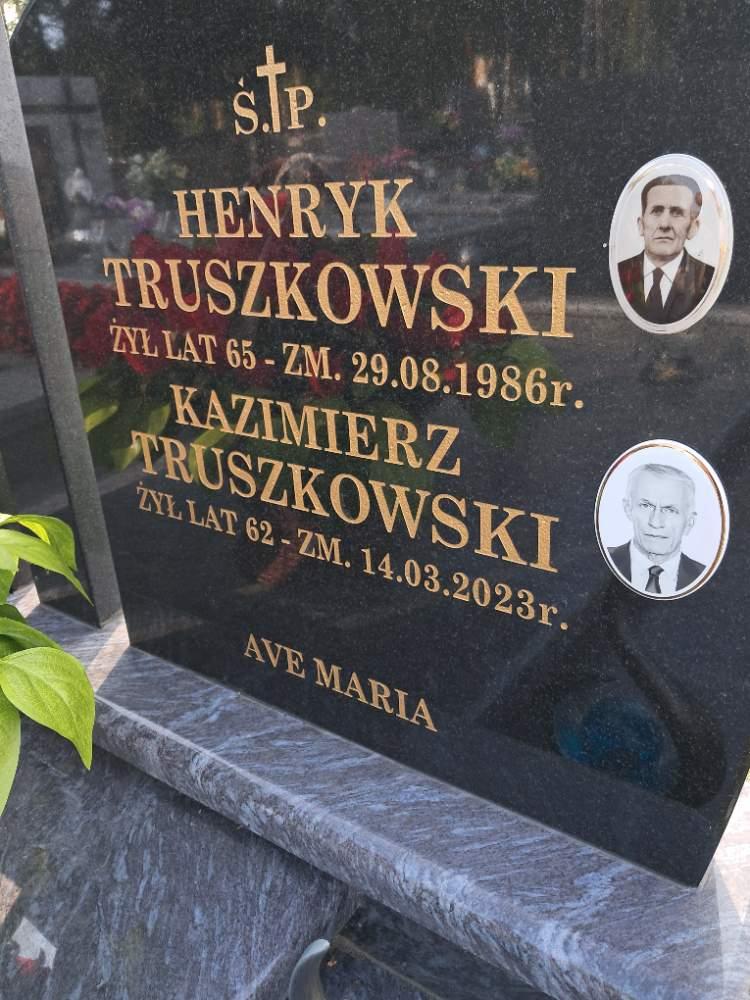 Ś.†P.
HENRYK
TRUSZKOWSKI
ŻYŁ LAT 65 - ZM. 29.08.1986r.
KAZIMIERZ
TRUSZKOWSKI
ŻYŁ LAT 62 - ZM. 14.03.2023r.
AVE MARIA